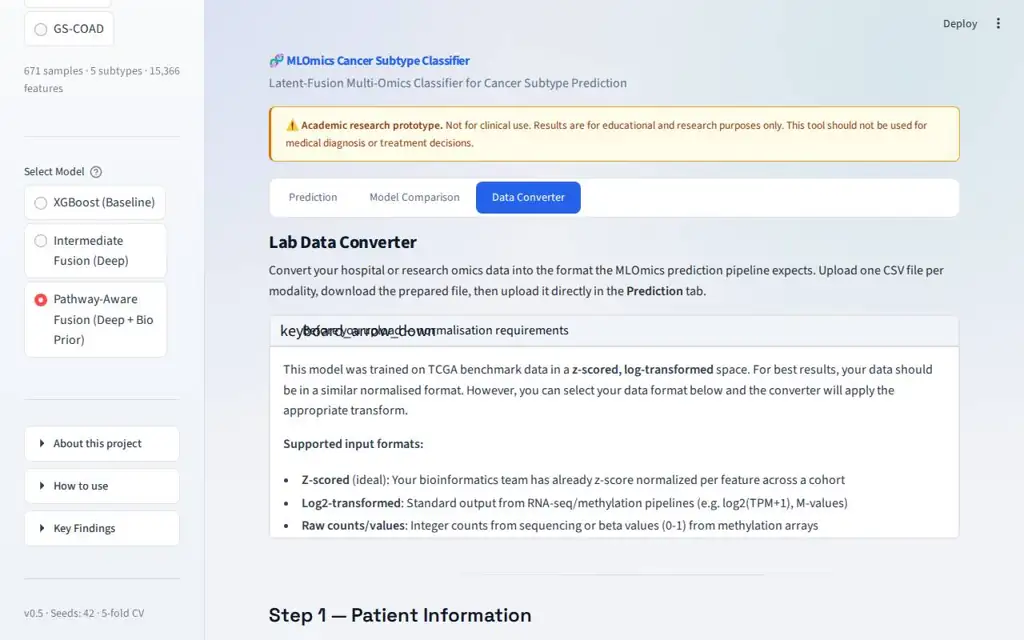 GS-COAD
671 samples · 5 subtypes · 15,366
features
Select Model
XGBoost (Baseline)
Intermediate
Fusion (Deep)
Pathway-Aware
Fusion (Deep + Bio
Prior)
About this project
How to use
Key Findings
v0.5 · Seeds: 42 · 5-fold CV
Deploy
🧬 MLOmics Cancer Subtype Classifier
Latent-Fusion Multi-Omics Classifier for Cancer Subtype Prediction
⚠️ Academic research prototype. Not for clinical use. Results are for educational and research purposes only. This tool should not be used for
medical diagnosis or treatment decisions.
Prediction
Model Comparison
Data Converter
Lab Data Converter
Convert your hospital or research omics data into the format the MLOmics prediction pipeline expects. Upload one CSV file per
modality, download the prepared file, then upload it directly in the Prediction tab.
keyboard_arrow_down
normalisation requirements
This model was trained on TCGA benchmark data in a z-scored, log-transformed space. For best results, your data should
be in a similar normalised format. However, you can select your data format below and the converter will apply the
appropriate transform.
Supported input formats:
• Z-scored (ideal): Your bioinformatics team has already z-score normalized per feature across a cohort
• Log2-transformed: Standard output from RNA-seq/methylation pipelines (e.g. log2(TPM+1), M-values)
• Raw counts/values: Integer counts from sequencing or beta values (0-1) from methylation arrays
Step 1 — Patient Information